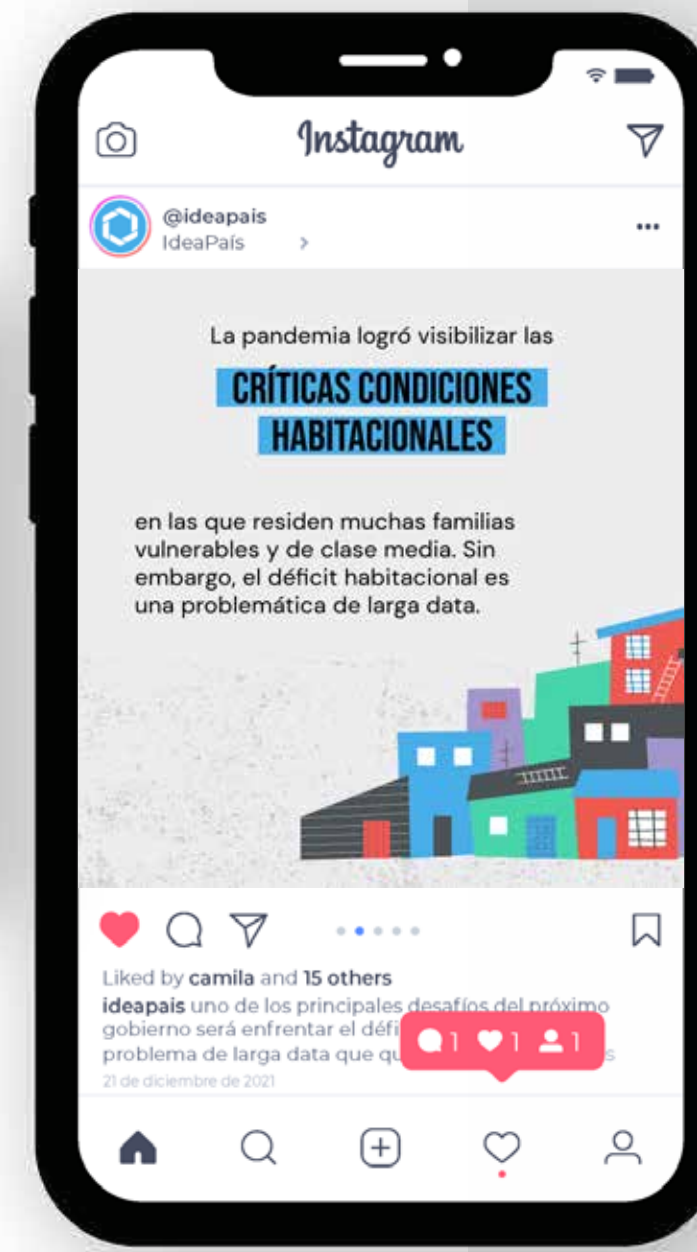 Instagram
@ideapais
IdeaPaís
La pandemia logró visibilizar las
CRÍTICAS CONDICIONES
HABITACIONALES
en las que residen muchas familias
vulnerables y de clase media. Sin
embargo, el déficit habitacional es
una problemática de larga data.
Liked by camila and 15 others
ideapais uno de los principales desafíos del próximo
gobierno será enfrentar el
problema de larga data que
1 1 1
21 de diciembre de 2021